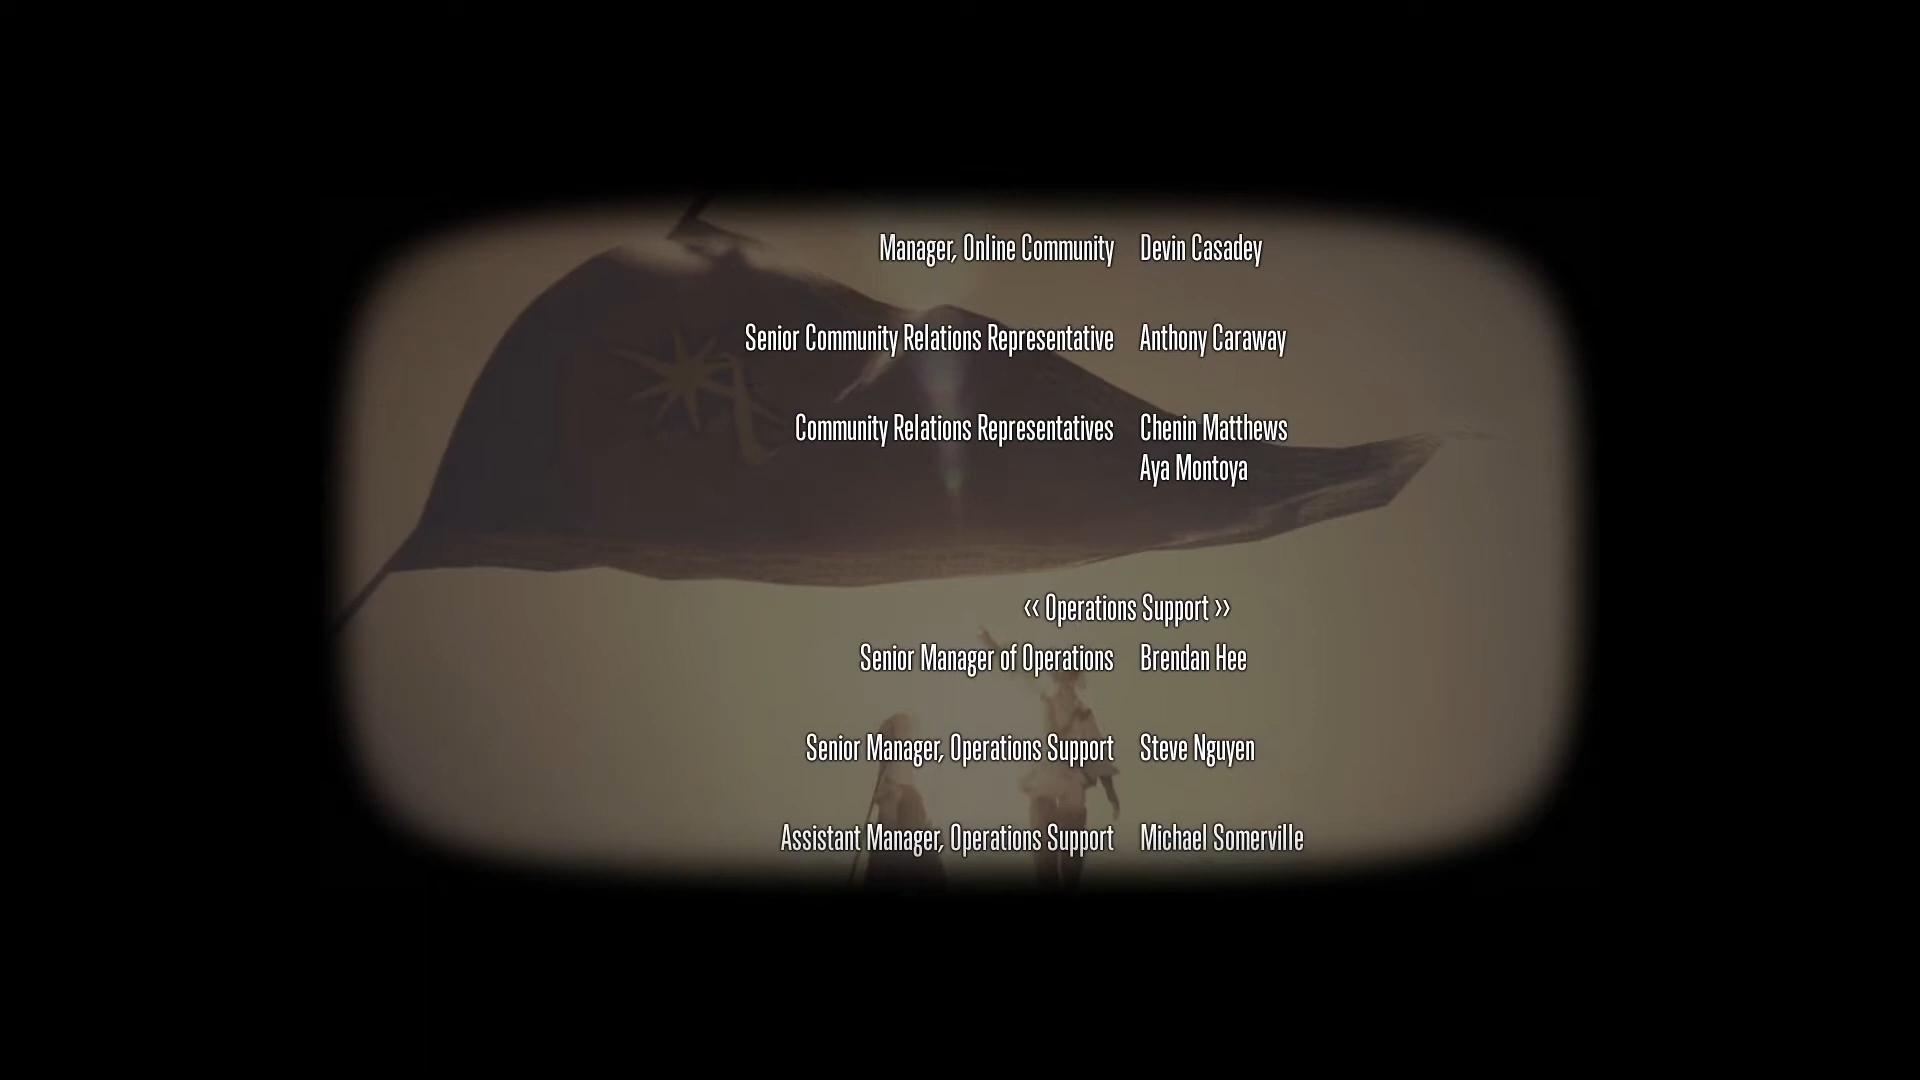 Manager, Online Community Devin Casadey
Senior Community Relations Representative Anthony Caraway
Community Relations Representatives Chenin Matthews
Aya Montoya
‹‹ Operations Support ››
Senior Manager of Operations Brendan Hee
Senior Manager, Operations Support Steve Nguyen
Assistant Manager, Operations Support Michael Somerville